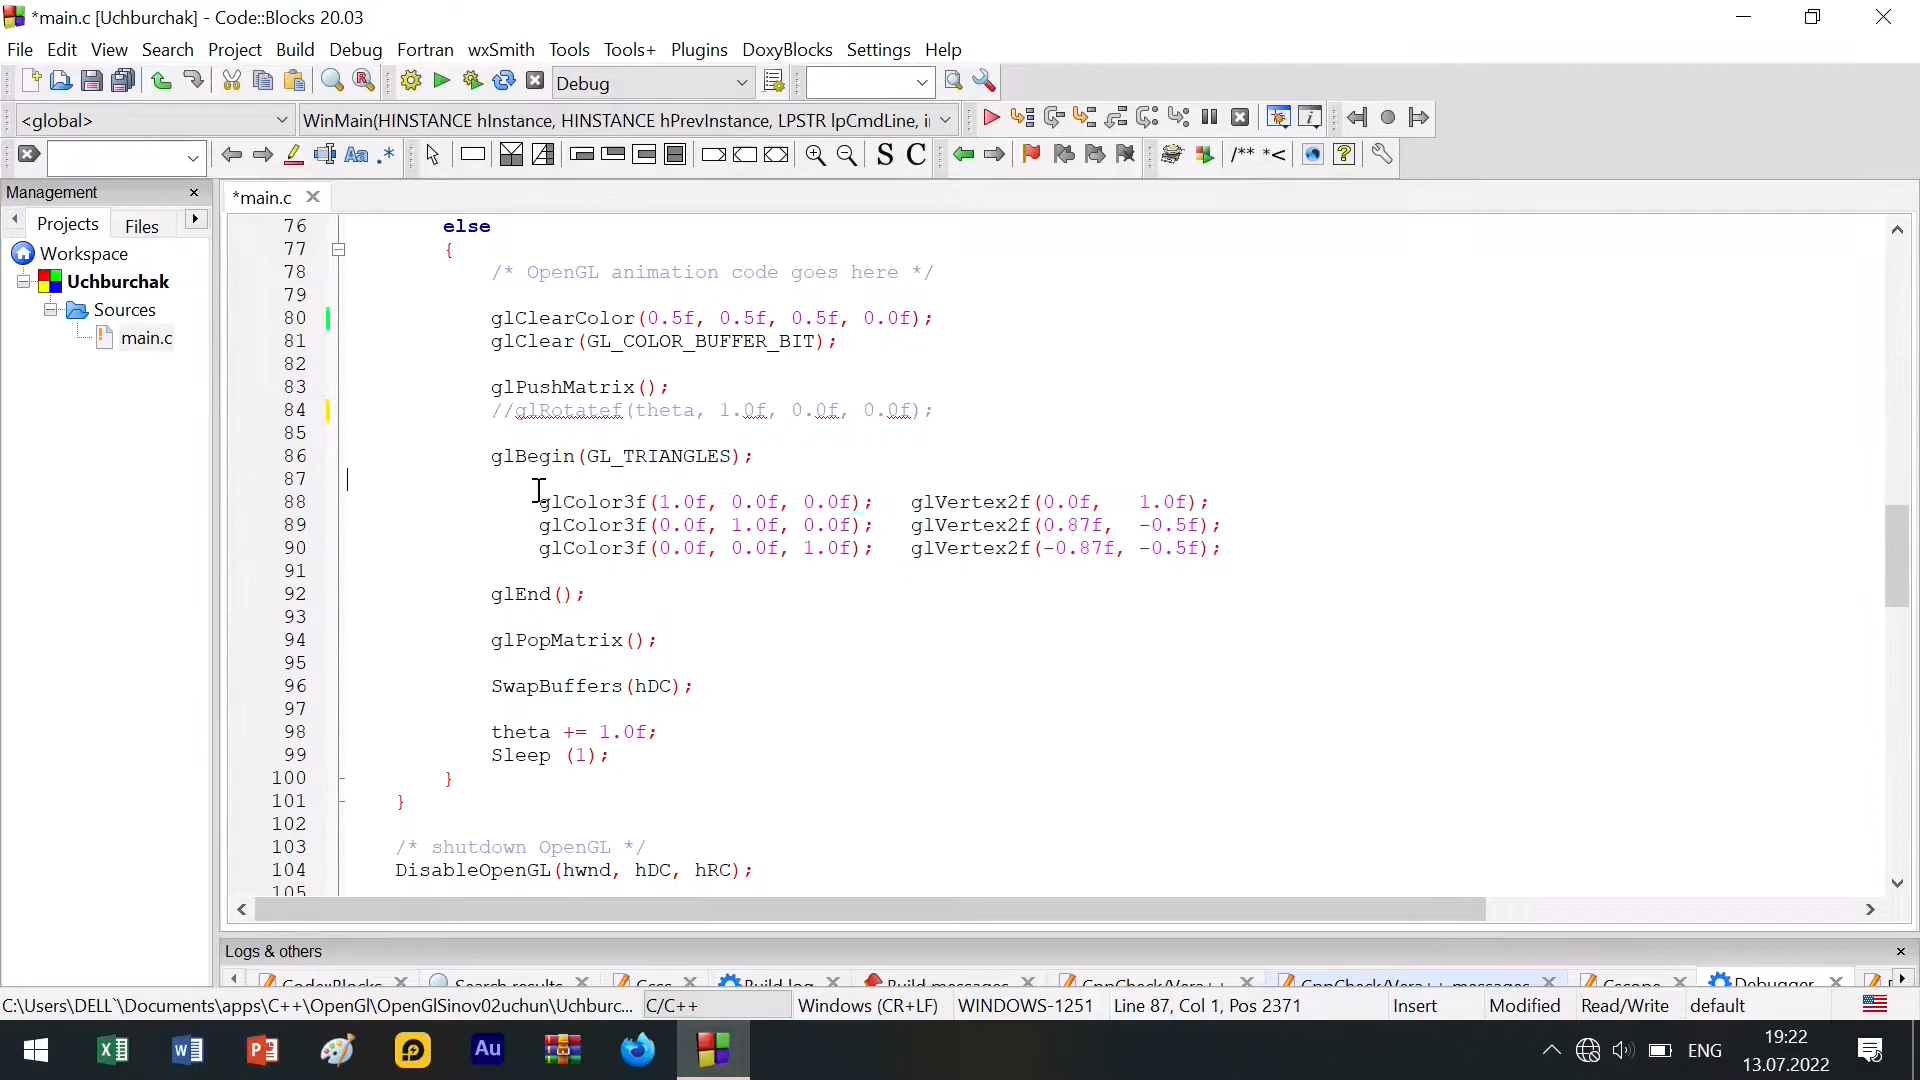 *main.c [Uchburchak] - Code::Blocks 20.03
File Edit View Search Project Build Debug Fortran wxSmith Tools Tools+ Plugins DoxyBlocks Settings Help
Debug
<global> WinMain(HINSTANCE hInstance, HINSTANCE hPrevInstance, LPSTR lpCmdLine, i
Aa .* S C /** *<
Management
*main.c
Projects Files
Workspace
Uchburchak
Sources
main.c
76 else
77 {
78 /* OpenGL animation code goes here */
79
80 glClearColor(0.5f, 0.5f, 0.5f, 0.0f);
81 glClear(GL_COLOR_BUFFER_BIT);
82
83 glPushMatrix();
84 //glRotatef(theta, 1.0f, 0.0f, 0.0f);
85
86 glBegin(GL_TRIANGLES);
87
88 glColor3f(1.0f, 0.0f, 0.0f); glVertex2f(0.0f, 1.0f);
89 glColor3f(0.0f, 1.0f, 0.0f); glVertex2f(0.87f, -0.5f);
90 glColor3f(0.0f, 0.0f, 1.0f); glVertex2f(-0.87f, -0.5f);
91
92 glEnd();
93
94 glPopMatrix();
95
96 SwapBuffers(hDC);
97
98 theta += 1.0f;
99 Sleep (1);
100 }
101 }
102
103 /* shutdown OpenGL */
104 DisableOpenGL(hwnd, hDC, hRC);
105
Logs & others
Code::Blocks Search results Cccc Build log Build messages CppCheck/Vera++ CppCheck/Vera++ messages Cscope Debugger
C:\Users\DELL`\Documents\apps\C++\OpenGl\OpenGlSinov02uchun\Uchburc... C/C++ Windows (CR+LF) WINDOWS-1251 Line 87, Col 1, Pos 2371 Insert Modified Read/Write default
Au ENG 19:22
13.07.2022